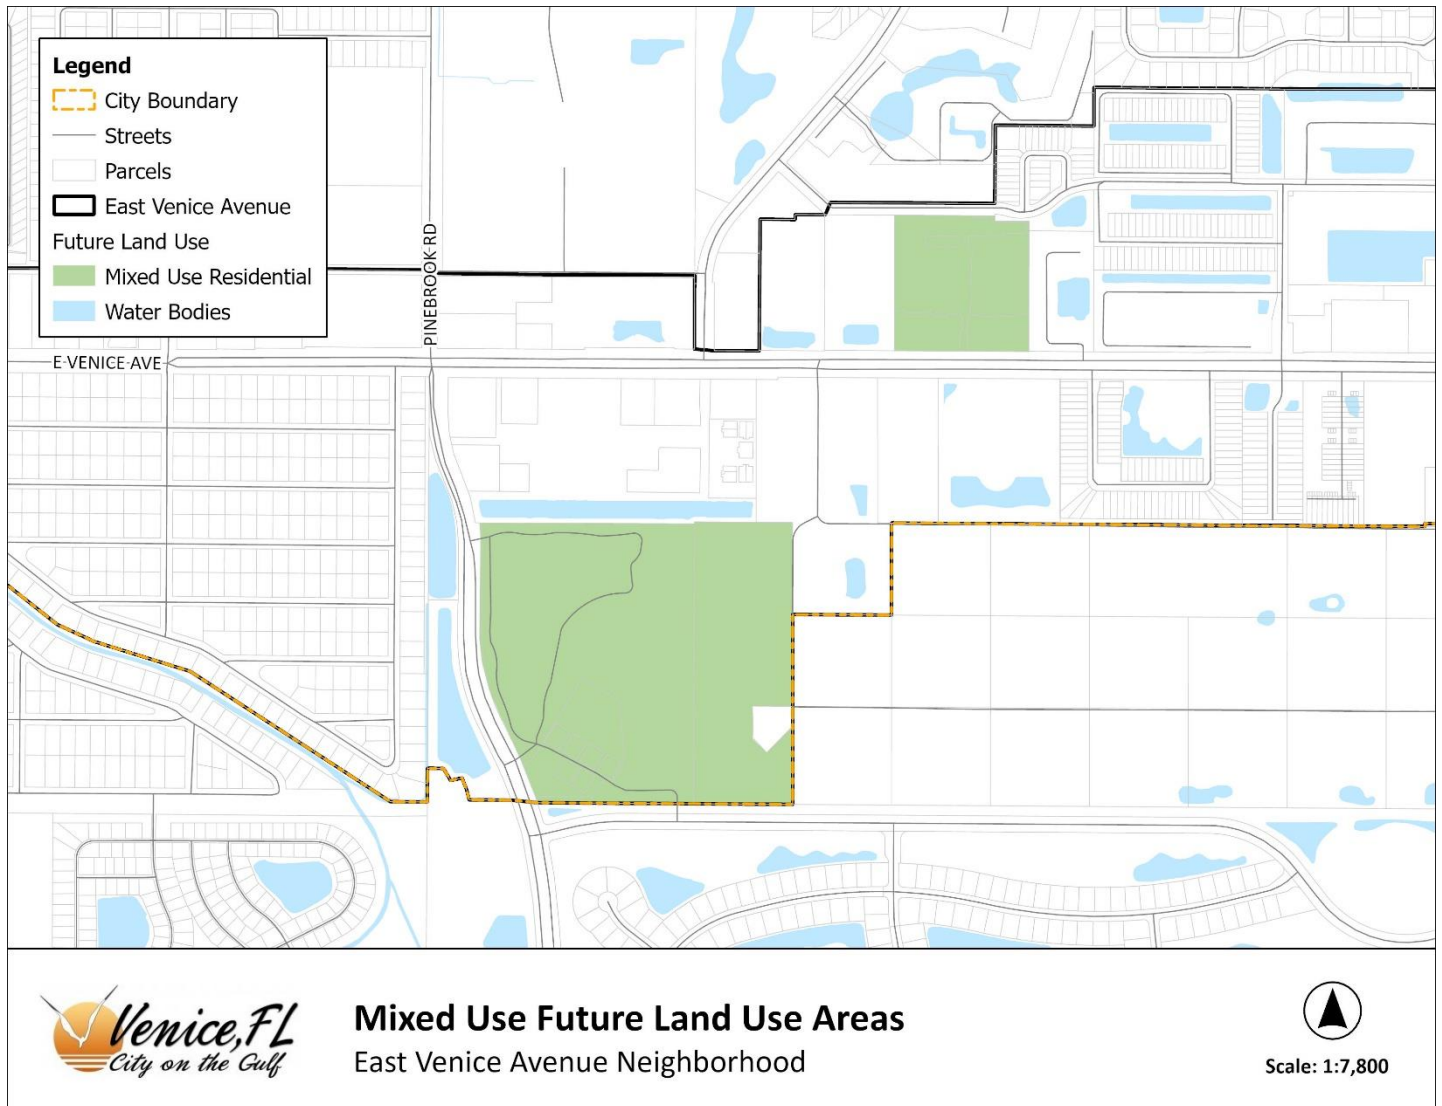 Legend
City Boundary
Streets
Parcels
East Venice Avenue
Future Land Use
Mixed Use Residential
Water Bodies
PINEBROOK RD
E VENICE AVE
Venice, FL
City on the Gulf
Mixed Use Future Land Use Areas
East Venice Avenue Neighborhood
Scale: 1:7,800